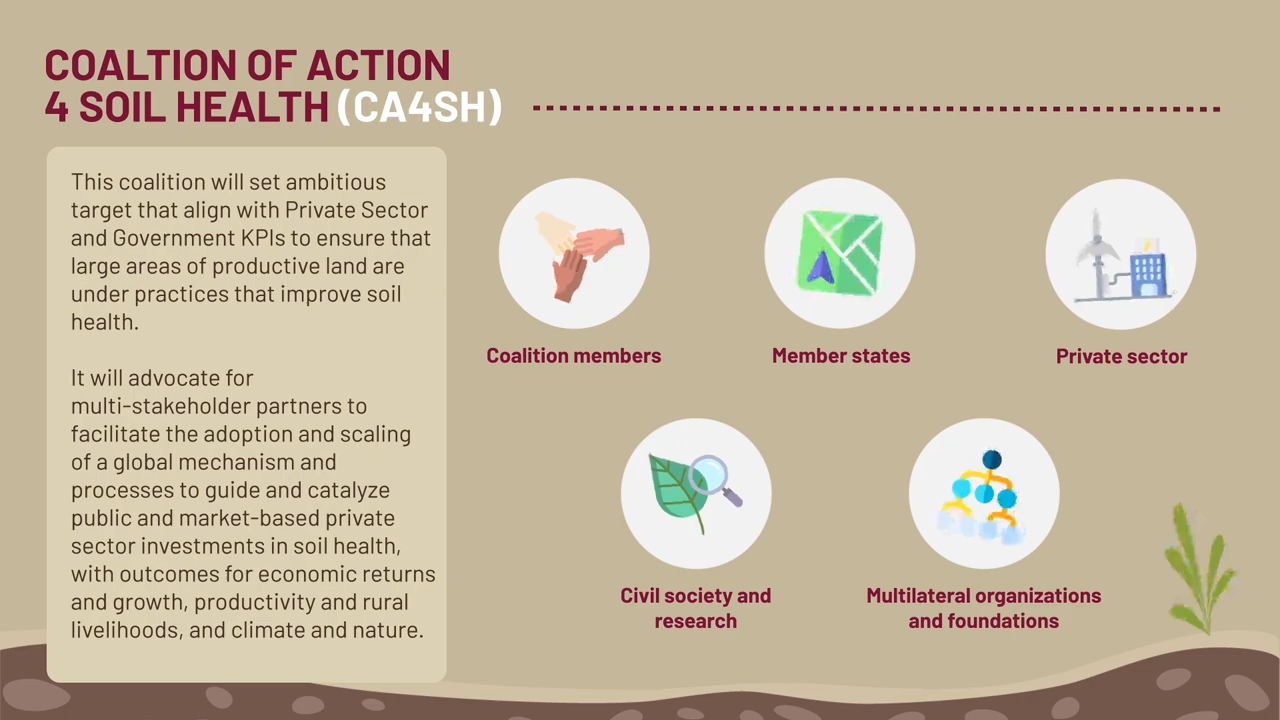 COALTION OF ACTION
4 SOIL HEALTH (CA4SH)
This coalition will set ambitious
target that align with Private Sector
and Government KPIs to ensure that
large areas of productive land are
under practices that improve soil
health.
It will advocate for
multi-stakeholder partners to
facilitate the adoption and scaling
of a global mechanism and
processes to guide and catalyze
public and market-based private
sector investments in soil health,
with outcomes for economic returns
and growth, productivity and rural
livelihoods, and climate and nature.
Coalition members
Member states
Private sector
Civil society and
research
Multilateral organizations
and foundations